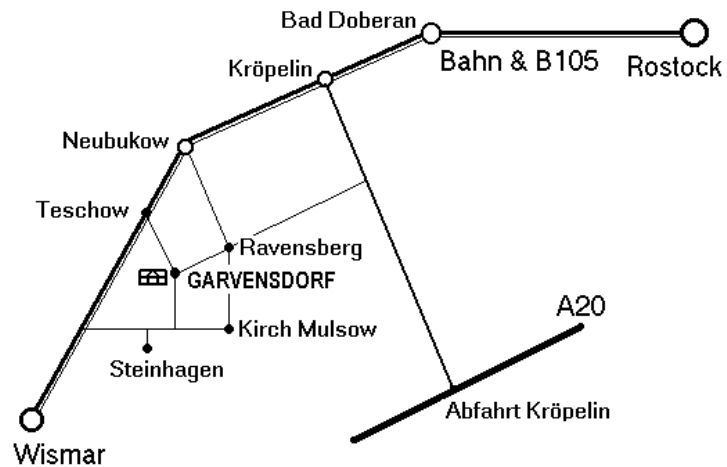 Bad Doberan
Bahn & B105
Rostock
Kröpelin
Neubukow
Teschow
Ravensberg
GARVENSDORF
A20
Kirch Mulsow
Steinhagen
Abfahrt Kröpelin
Wismar